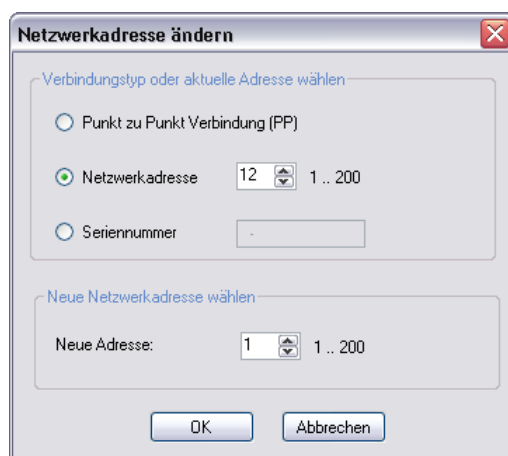 Netzwerkadresse ändern
Verbindungstyp oder aktuelle Adresse wählen
Punkt zu Punkt Verbindung (PP)
Netzwerkadresse 12 1 .. 200
Seriennummer -
Neue Netzwerkadresse wählen
Neue Adresse: 1 1 .. 200
OK Abbrechen